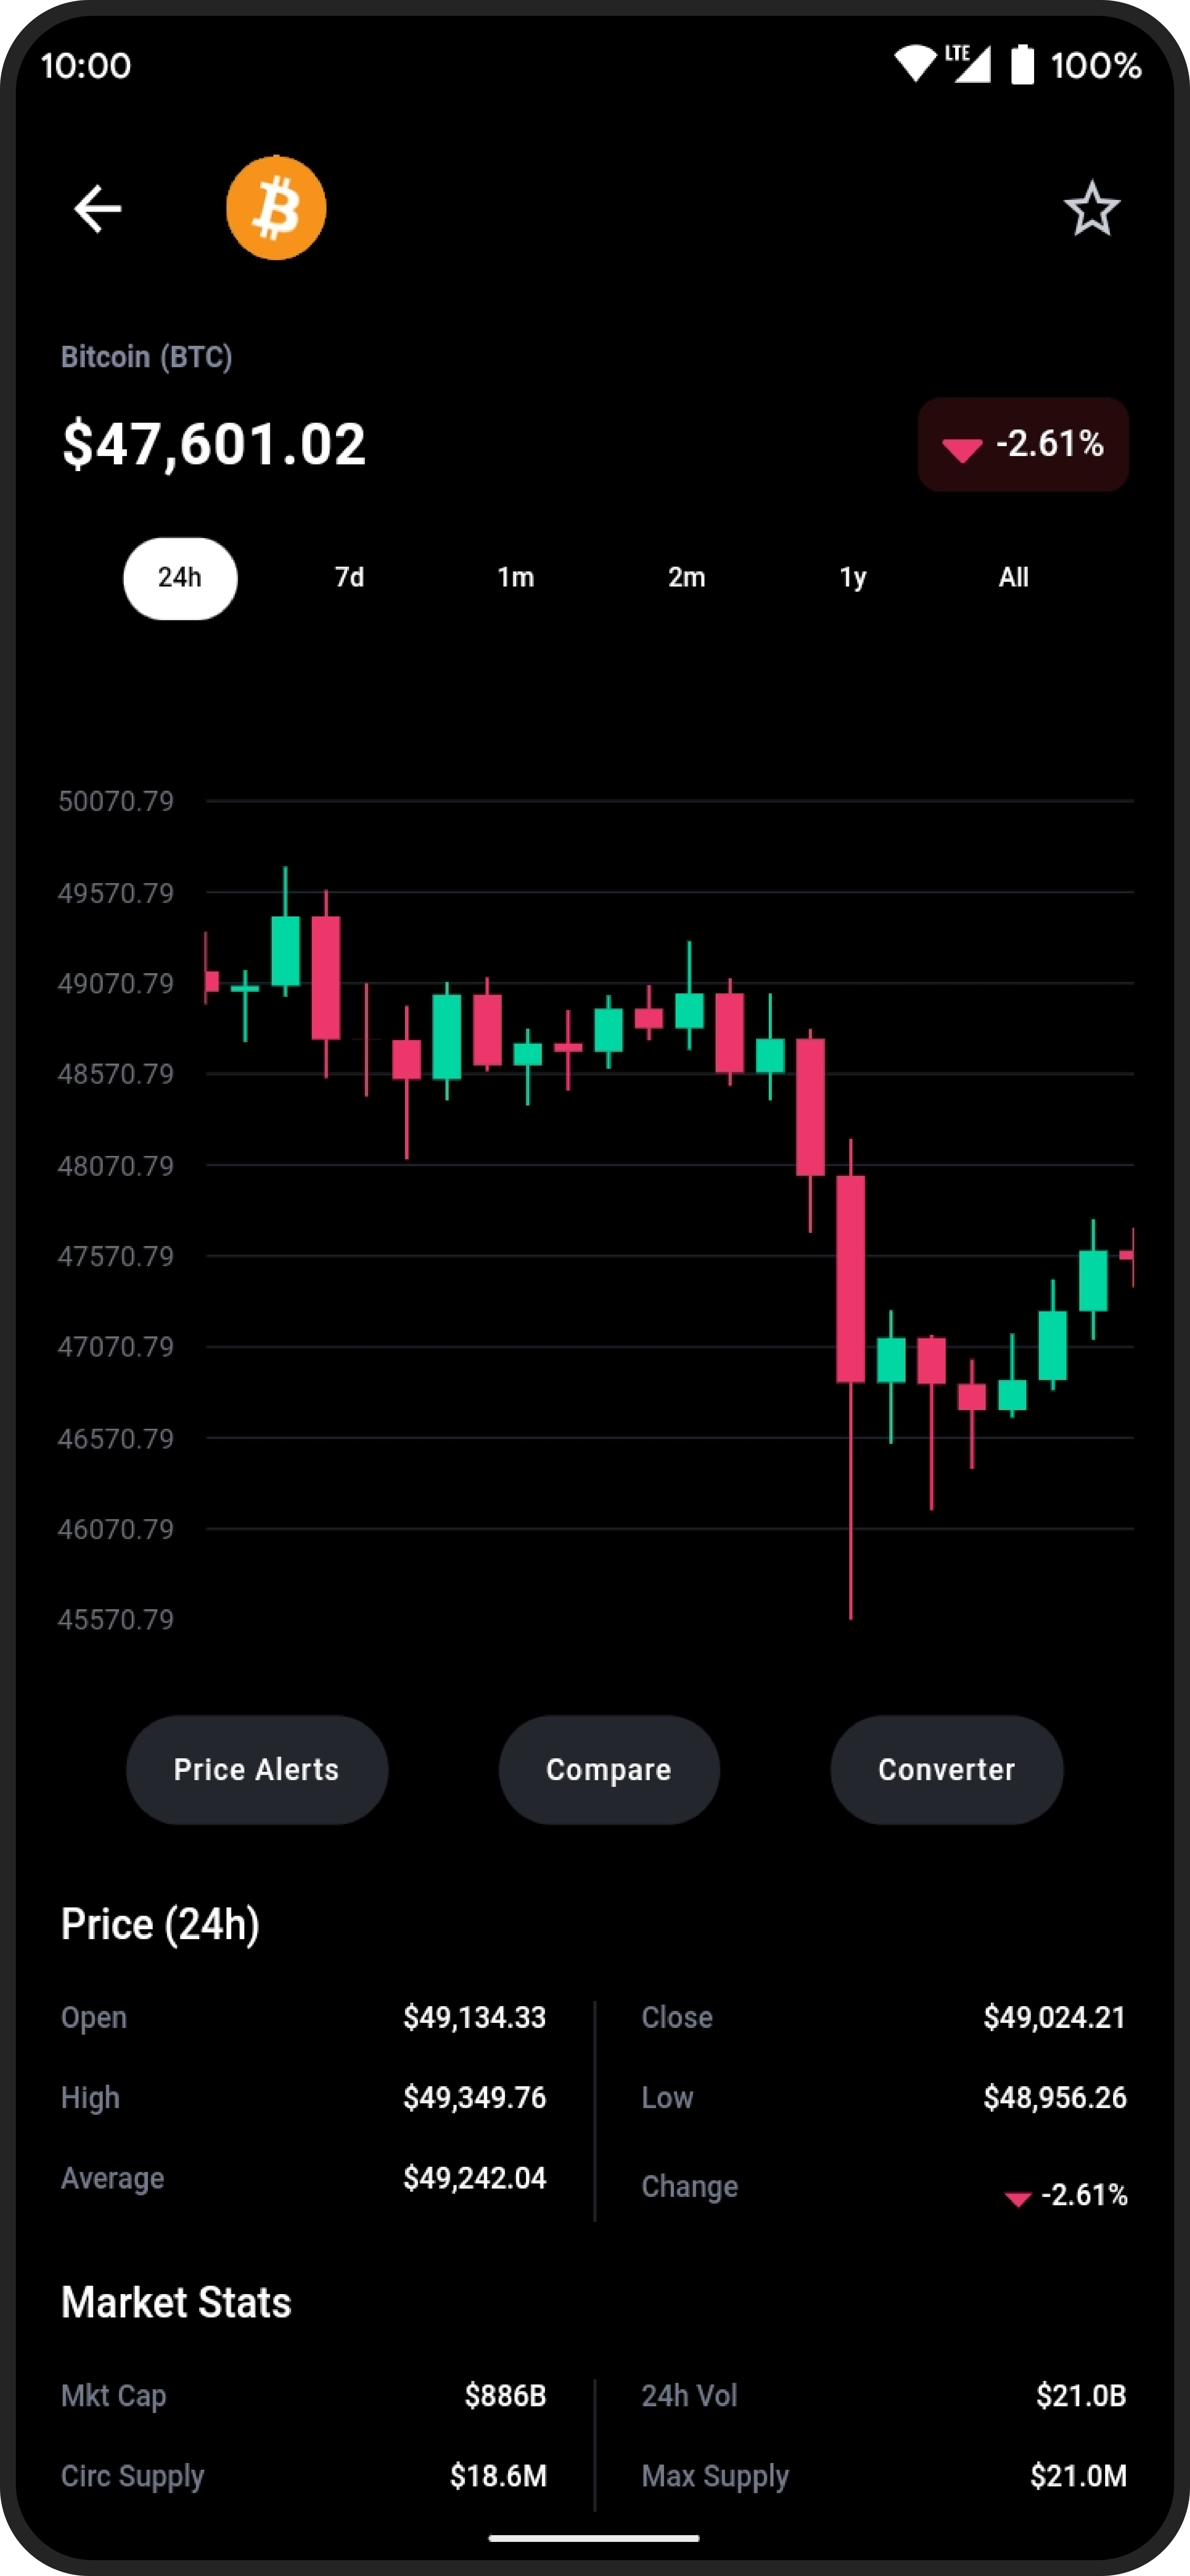 10:00 LTE 100%
Bitcoin (BTC)
$47,601.02 -2.61%
24h 7d 1m 2m 1y All
50070.79
49570.79
49070.79
48570.79
48070.79
47570.79
47070.79
46570.79
46070.79
45570.79
Price Alerts Compare Converter
Price (24h)
Open $49,134.33 Close $49,024.21
High $49,349.76 Low $48,956.26
Average $49,242.04 Change -2.61%
Market Stats
Mkt Cap $886B 24h Vol $21.0B
Circ Supply $18.6M Max Supply $21.0M